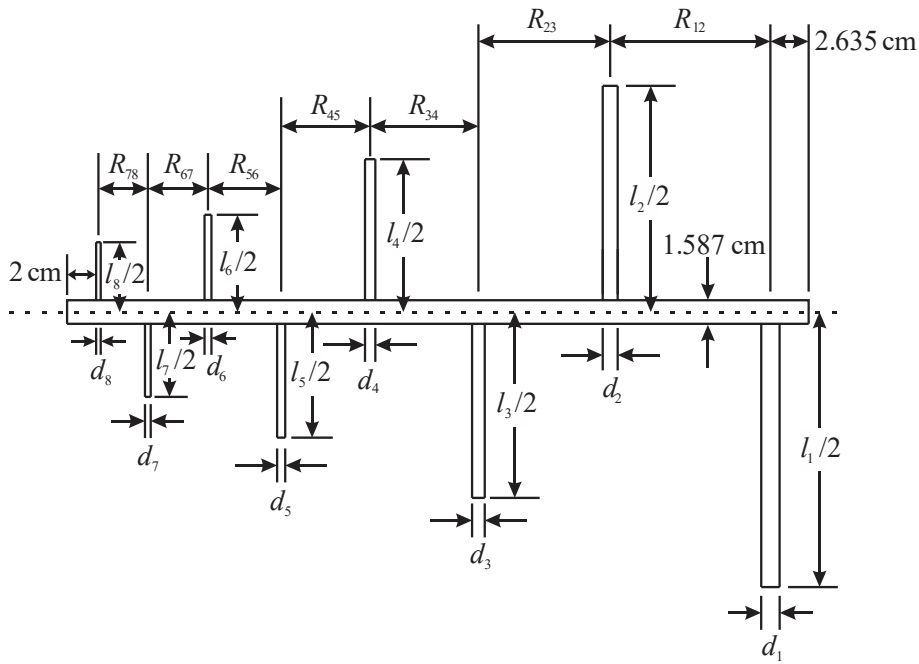 R₂₃
R₁₂
2.635 cm
R₄₅
R₃₄
R₇₈
R₆₇
R₅₆
l₂/2
l₄/2
l₆/2
l₈/2
2 cm
1.587 cm
d₈
l₇/2
d₆
l₅/2
d₄
l₃/2
d₂
l₁/2
d₇
d₅
d₃
d₁